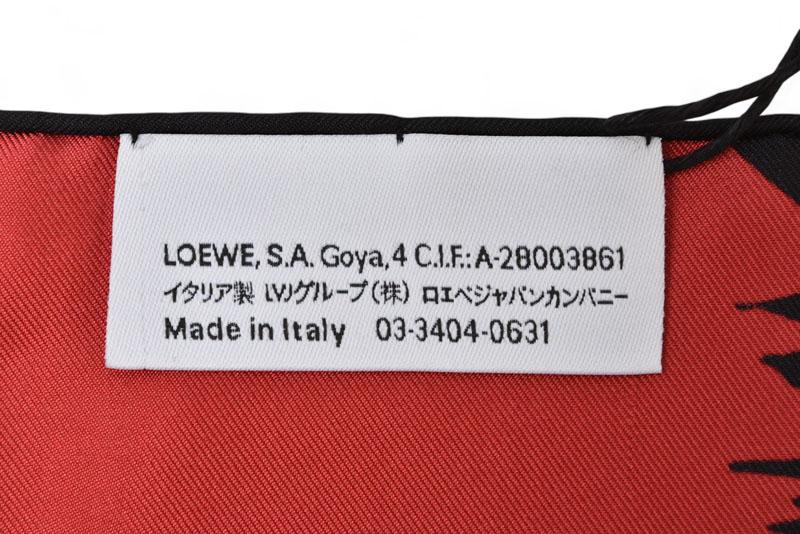 LOEWE, S.A. Goya,4 C.I.F.: A-28003861
イタリア製 LVJグループ(株) ロエベジャパンカンパニー
Made in Italy 03-3404-0631